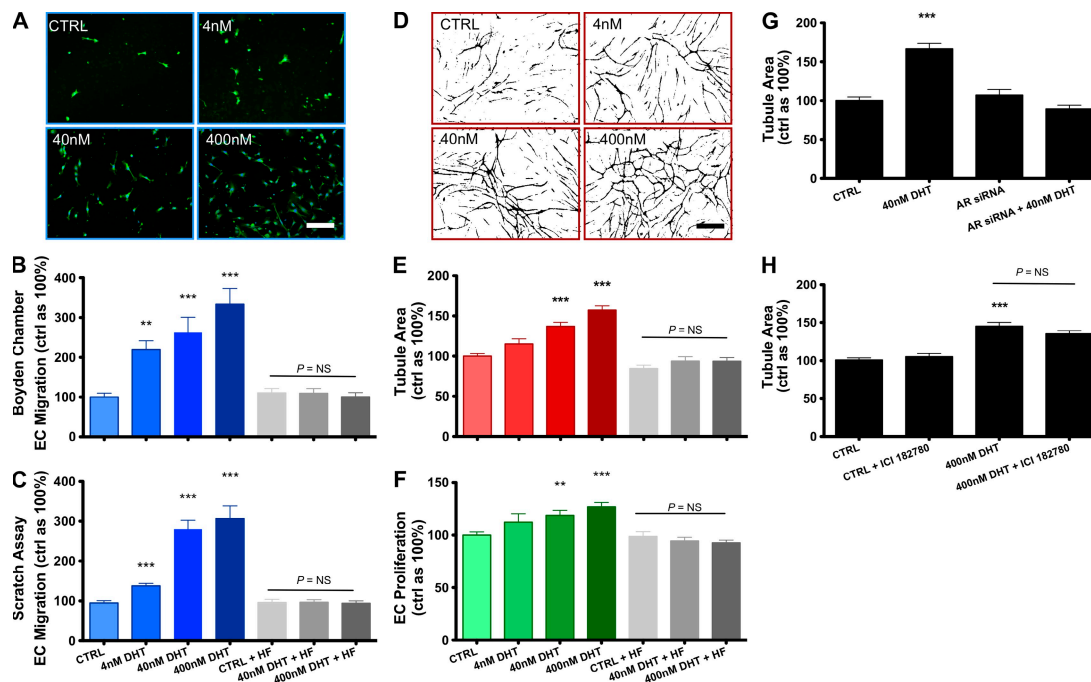 A
CTRL
4nM
40nM
400nM
B
Boyden Chamber
EC Migration (ctrl as 100%)
400
300
200
100
0
**
***
***
P = NS
C
Scratch Assay
EC Migration (ctrl as 100%)
400
300
200
100
0
***
***
***
P = NS
CTRL
4nM DHT
40nM DHT
400nM DHT
CTRL + HF
40nM DHT + HF
400nM DHT + HF
D
CTRL
4nM
40nM
400nM
E
Tubule Area
(ctrl as 100%)
200
150
100
50
0
***
***
P = NS
F
EC Proliferation
(ctrl as 100%)
150
100
50
0
**
***
P = NS
CTRL
4nM DHT
40nM DHT
400nM DHT
CTRL + HF
40nM DHT + HF
400nM DHT + HF
G
Tubule Area
(ctrl as 100%)
200
150
100
50
0
***
CTRL
40nM DHT
AR siRNA
AR siRNA + 40nM DHT
H
Tubule Area
(ctrl as 100%)
200
150
100
50
0
P = NS
***
CTRL
CTRL + ICI 182780
400nM DHT
400nM DHT + ICI 182780